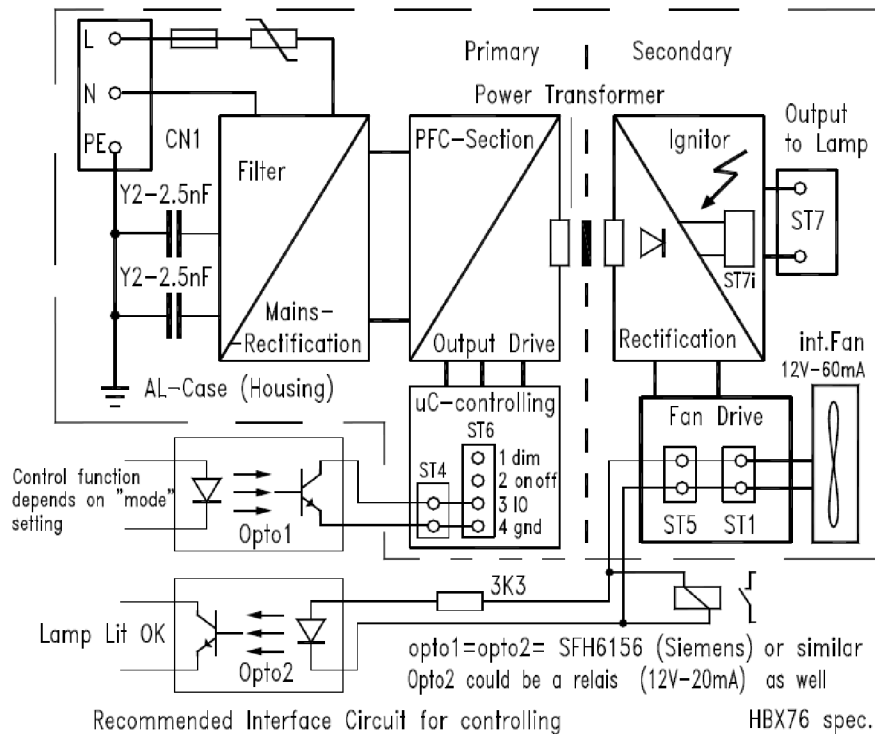 L
N
PE
CN1
Primary
Secondary
Power Transformer
Y2-2.5nF
Y2-2.5nF
Filter
Mains-
-Rectification
PFC-Section
Output Drive
Ignitor
ST7i
Rectification
Output
to Lamp
ST7
int.Fan
12V-60mA
AL-Case (Housing)
uC-controlling
ST6
ST4
1 dim
2 onoff
3 IO
4 gnd
Fan Drive
ST5
ST1
Control function
depends on "mode"
setting
Opto1
3K3
Lamp Lit OK
Opto2
opto1=opto2= SFH6156 (Siemens) or similar
Opto2 could be a relais (12V-20mA) as well
Recommended Interface Circuit for controlling
HBX76 spec.